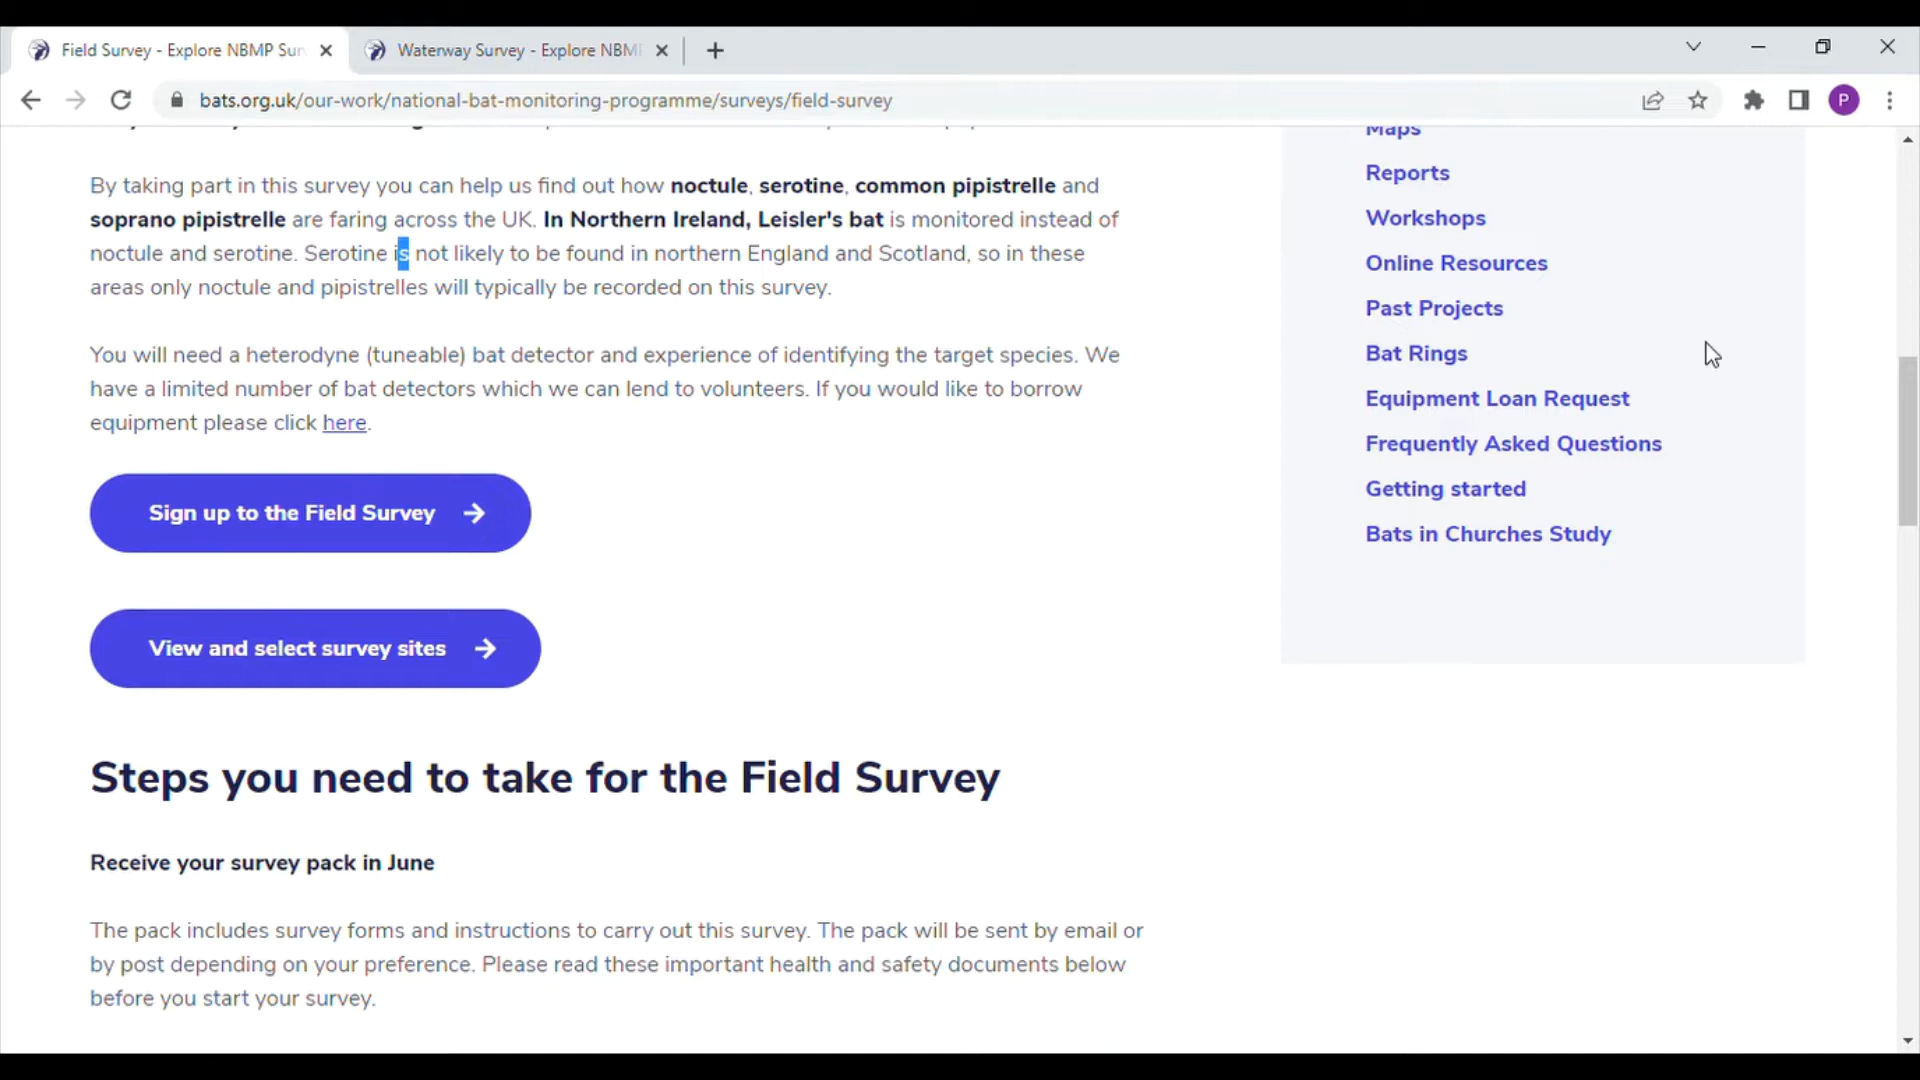 Field Survey - Explore NBMP Sur
Waterway Survey - Explore NBM
bats.org.uk/our-work/national-bat-monitoring-programme/surveys/field-survey
P
By taking part in this survey you can help us find out how noctule, serotine, common pipistrelle and
soprano pipistrelle are faring across the UK. In Northern Ireland, Leisler's bat is monitored instead of
noctule and serotine. Serotine is not likely to be found in northern England and Scotland, so in these
areas only noctule and pipistrelles will typically be recorded on this survey.
You will need a heterodyne (tuneable) bat detector and experience of identifying the target species. We
have a limited number of bat detectors which we can lend to volunteers. If you would like to borrow
equipment please click here.
Sign up to the Field Survey
View and select survey sites
Steps you need to take for the Field Survey
Receive your survey pack in June
The pack includes survey forms and instructions to carry out this survey. The pack will be sent by email or
by post depending on your preference. Please read these important health and safety documents below
before you start your survey.
Maps
Reports
Workshops
Online Resources
Past Projects
Bat Rings
Equipment Loan Request
Frequently Asked Questions
Getting started
Bats in Churches Study